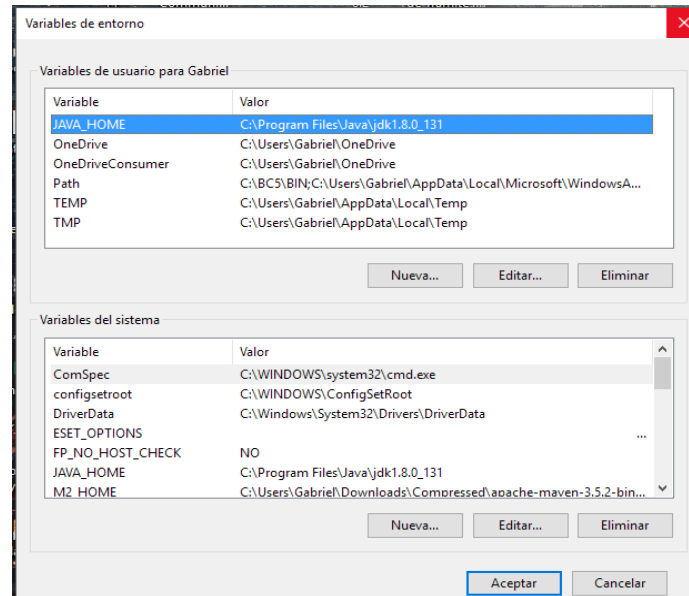 Variables de entorno
Variables de usuario para Gabriel
Variable Valor
JAVA_HOME C:\Program Files\Java\jdk1.8.0_131
OneDrive C:\Users\Gabriel\OneDrive
OneDriveConsumer C:\Users\Gabriel\OneDrive
Path C:\BC5\BIN;C:\Users\Gabriel\AppData\Local\Microsoft\WindowsA...
TEMP C:\Users\Gabriel\AppData\Local\Temp
TMP C:\Users\Gabriel\AppData\Local\Temp
Nueva... Editar... Eliminar
Variables del sistema
Variable Valor
ComSpec C:\WINDOWS\system32\cmd.exe
configsetroot C:\WINDOWS\ConfigSetRoot
DriverData C:\Windows\System32\Drivers\DriverData
ESET_OPTIONS ...
FP_NO_HOST_CHECK NO
JAVA_HOME C:\Program Files\Java\jdk1.8.0_131
M2_HOME C:\Users\Gabriel\Downloads\Compressed\apache-maven-3.5.2-bin...
Nueva... Editar... Eliminar
Aceptar Cancelar